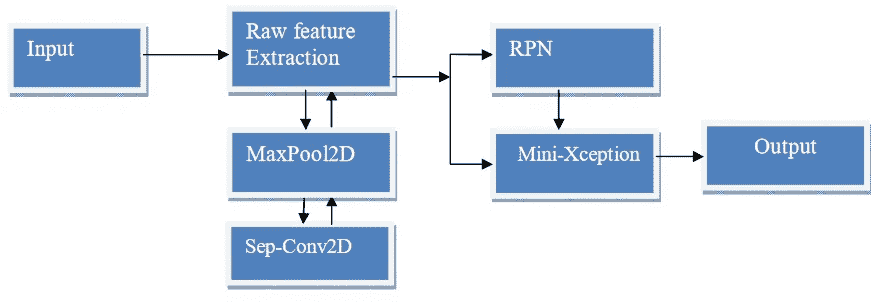 Input
Raw feature
Extraction
RPN
MaxPool2D
Mini-Xception
Output
Sep-Conv2D